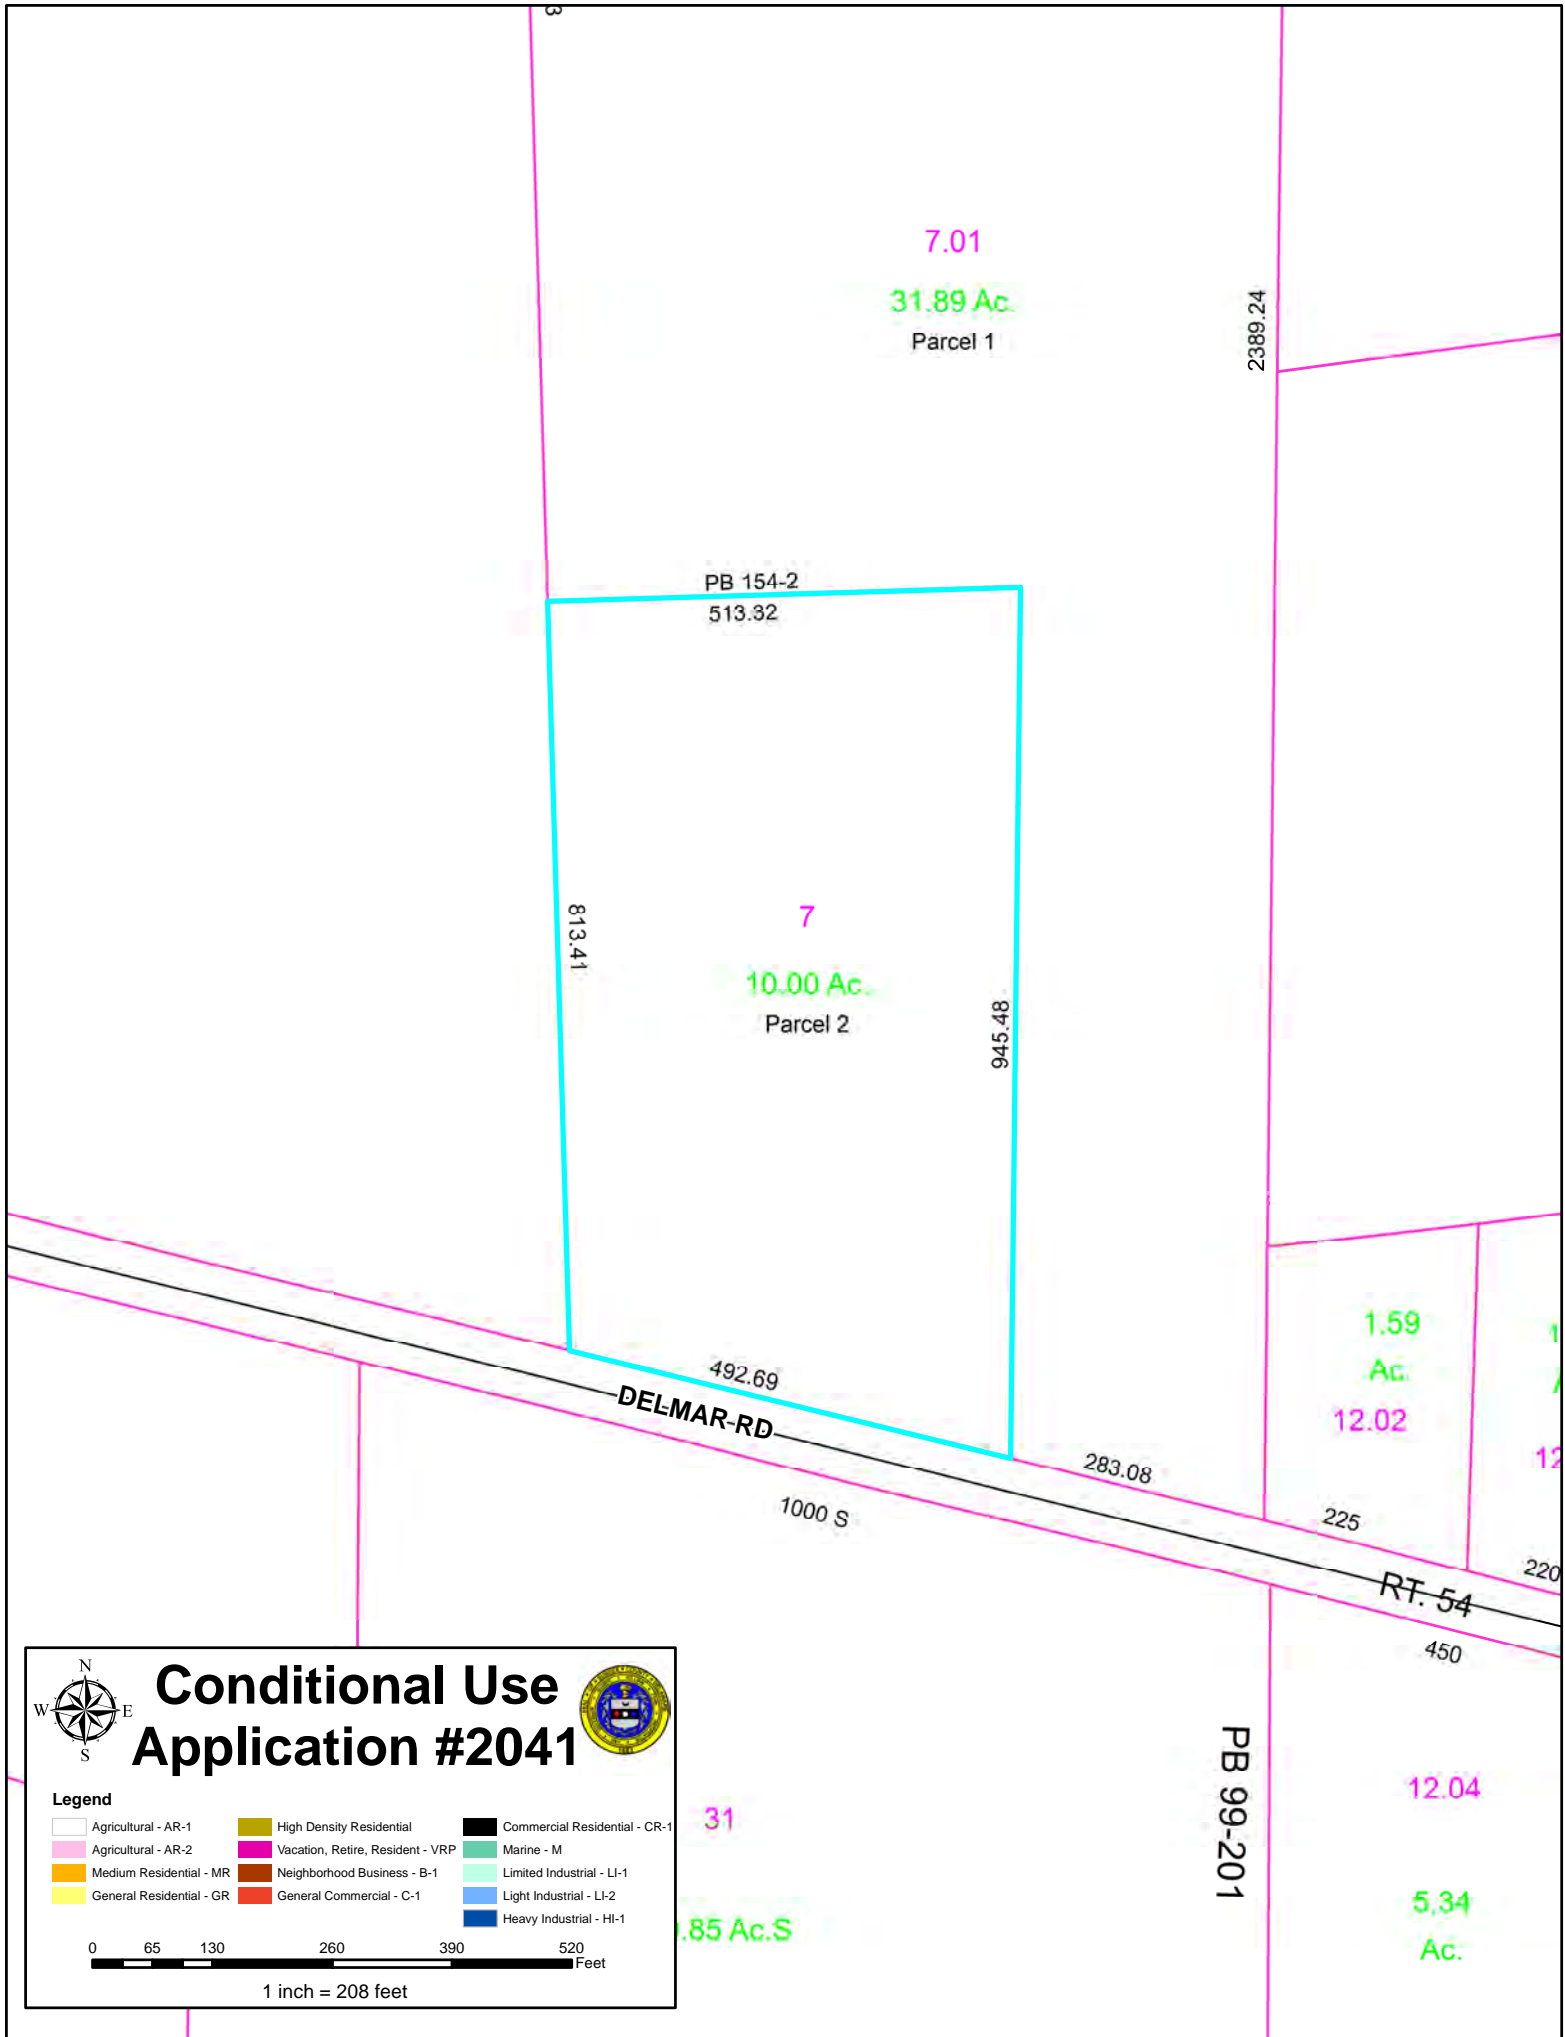 3
7.01
31.89 Ac.
Parcel 1
2389.24
PB 154-2
513.32
813.41
7
10.00 Ac.
Parcel 2
945.48
492.69
DELMAR RD
283.08
1000 S
225
220
RT. 54
450
1.59
Ac.
12.02
12
PB 99-201
12.04
5.34
Ac.
31
.85 Ac.S
N
W
E
S
Conditional Use
Application #2041
Legend
Agricultural - AR-1
Agricultural - AR-2
Medium Residential - MR
General Residential - GR
High Density Residential
Vacation, Retire, Resident - VRP
Neighborhood Business - B-1
General Commercial - C-1
Commercial Residential - CR-1
Marine - M
Limited Industrial - LI-1
Light Industrial - LI-2
Heavy Industrial - HI-1
0 65 130 260 390 520
Feet
1 inch = 208 feet